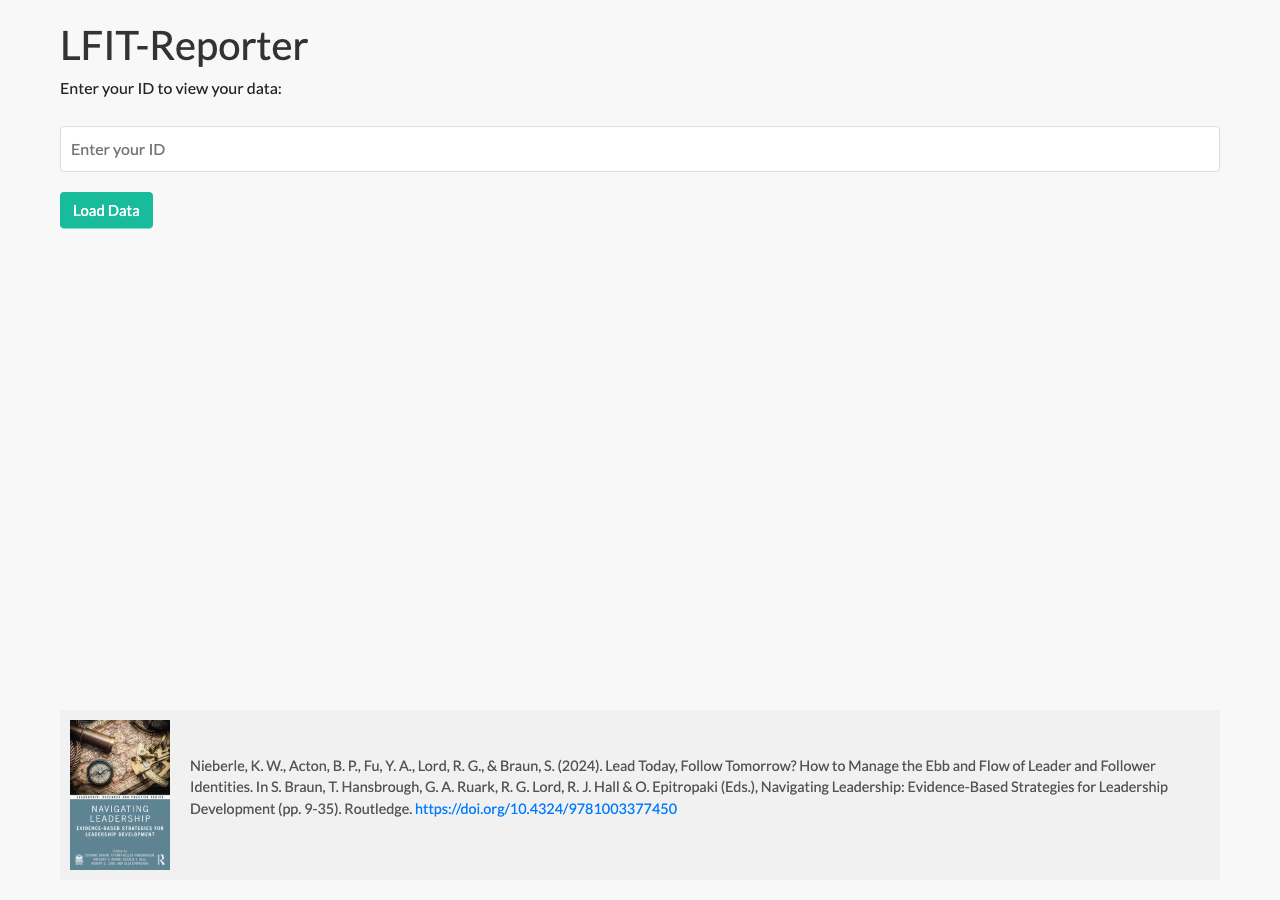 LFIT-Reporter
Enter your ID to view your data:
Enter your ID
Load Data
NAVIGATING
LEADERSHIP
EVIDENCE-BASED STRATEGIES FOR
LEADERSHIP DEVELOPMENT
Nieberle, K. W., Acton, B. P., Fu, Y. A., Lord, R. G., & Braun, S. (2024). Lead Today, Follow Tomorrow? How to Manage the Ebb and Flow of Leader and Follower
Identities. In S. Braun, T. Hansbrough, G. A. Ruark, R. G. Lord, R. J. Hall & O. Epitropaki (Eds.), Navigating Leadership: Evidence-Based Strategies for Leadership
Development (pp. 9-35). Routledge. https://doi.org/10.4324/9781003377450